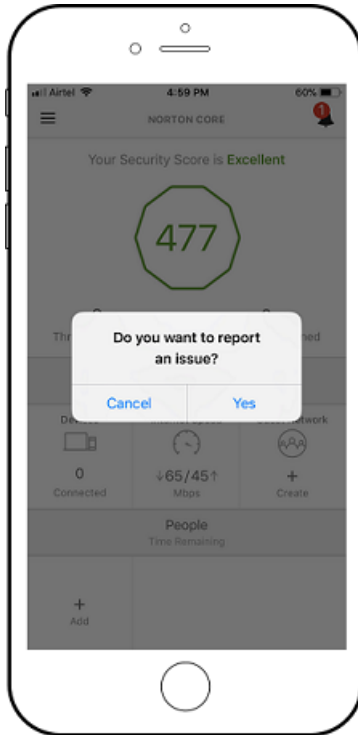 Airtel 4:59 PM 60%
NORTON CORE
1
Your Security Score is Excellent
477
Do you want to report
an issue?
Cancel Yes
0 ↓65/45↑ +
Connected Mbps Create
People
Time Remaining
+
Add